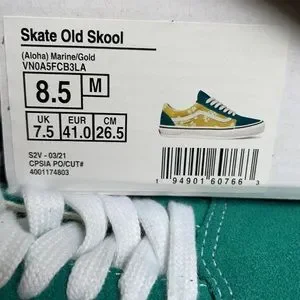 Skate Old Skool
(Aloha) Marine/Gold
VN0A5FCB3LA
8.5 M
UK EUR CM
7.5 41.0 26.5
S2V - 03/21
CPSIA PO/CUT#
4001174803
1 94901 60766 3